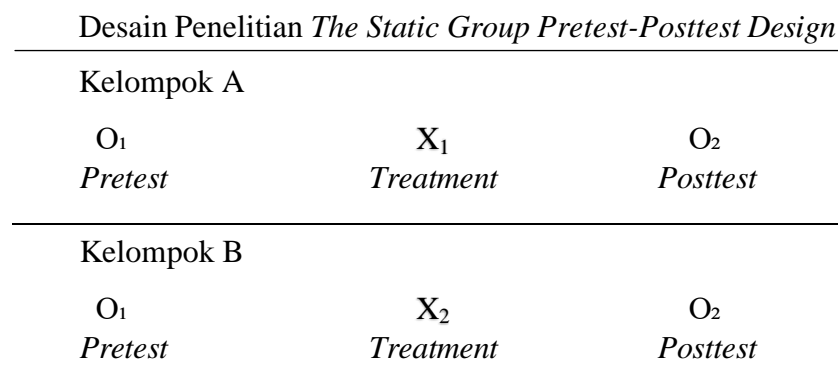 Desain Penelitian The Static Group Pretest-Posttest Design
Kelompok A
O₁ X₁ O₂
Pretest Treatment Posttest
Kelompok B
O₁ X₂ O₂
Pretest Treatment Posttest